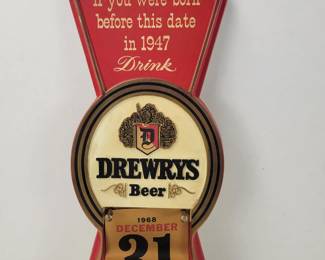 If you were born
before this date
in 1947
Drink
D
DREWRYS
Beer
1968
DECEMBER
31